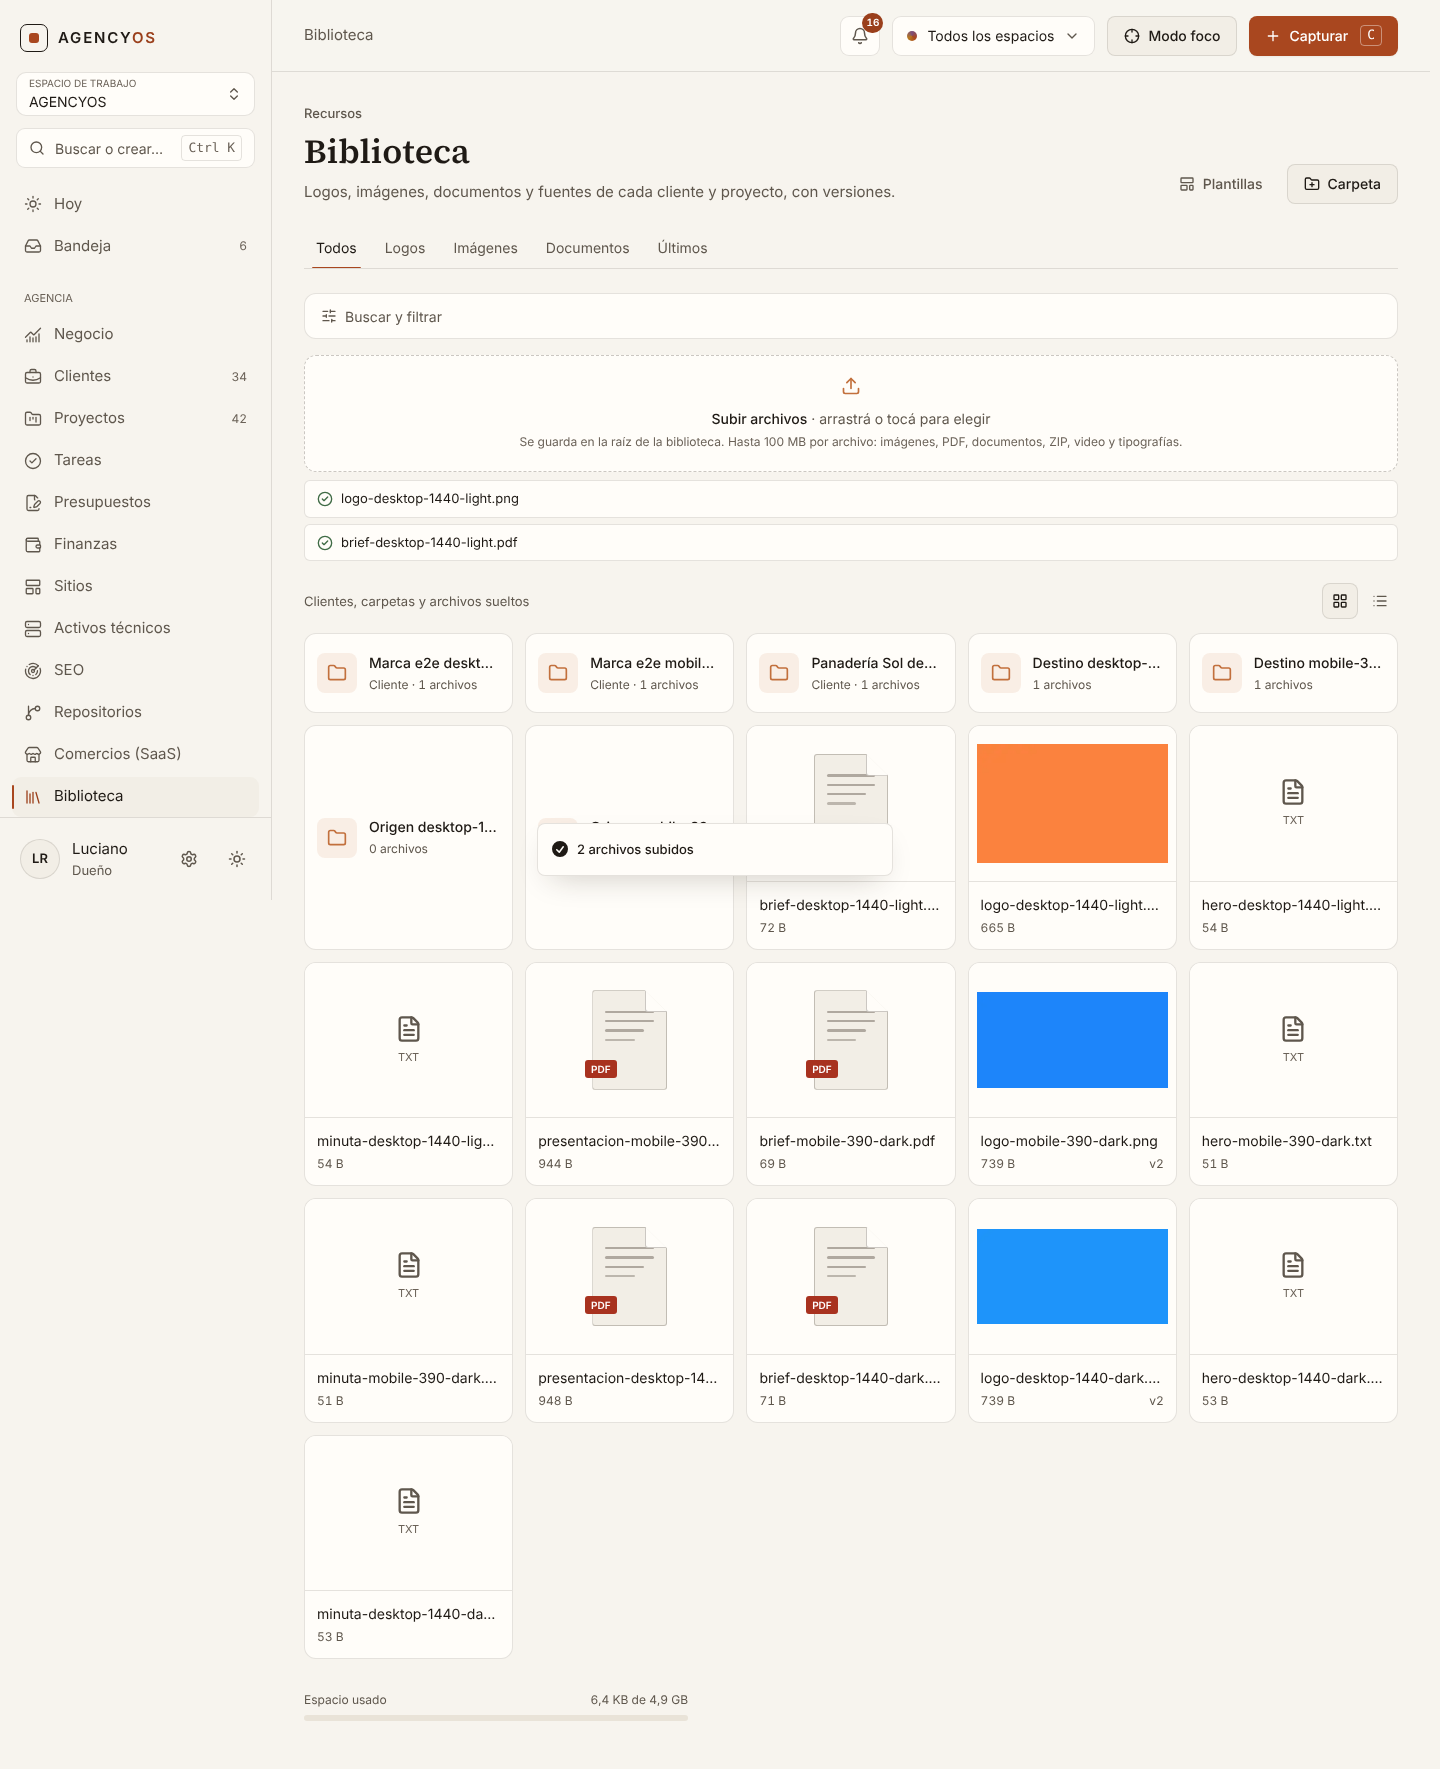 AGENCYOS
ESPACIO DE TRABAJO
AGENCYOS
Buscar o crear... Ctrl K
Hoy
Bandeja 6
AGENCIA
Negocio
Clientes 34
Proyectos 42
Tareas
Presupuestos
Finanzas
Sitios
Activos técnicos
SEO
Repositorios
Comercios (SaaS)
Biblioteca
LR Luciano
Dueño
Biblioteca
16
Todos los espacios
Modo foco
Capturar C
Recursos
Biblioteca
Logos, imágenes, documentos y fuentes de cada cliente y proyecto, con versiones.
Plantillas
Carpeta
Todos Logos Imágenes Documentos Últimos
Buscar y filtrar
Subir archivos · arrastrá o tocá para elegir
Se guarda en la raíz de la biblioteca. Hasta 100 MB por archivo: imágenes, PDF, documentos, ZIP, video y tipografías.
logo-desktop-1440-light.png
brief-desktop-1440-light.pdf
Clientes, carpetas y archivos sueltos
Marca e2e deskt...
Cliente · 1 archivos
Marca e2e mobil...
Cliente · 1 archivos
Panadería Sol de...
Cliente · 1 archivos
Destino desktop-...
1 archivos
Destino mobile-3...
1 archivos
Origen desktop-1...
0 archivos
2 archivos subidos
brief-desktop-1440-light....
72 B
logo-desktop-1440-light....
665 B
TXT
hero-desktop-1440-light....
54 B
TXT
minuta-desktop-1440-lig...
54 B
PDF
presentacion-mobile-390...
944 B
PDF
brief-mobile-390-dark.pdf
69 B
logo-mobile-390-dark.png
739 B v2
TXT
hero-mobile-390-dark.txt
51 B
TXT
minuta-mobile-390-dark....
51 B
PDF
presentacion-desktop-14...
948 B
PDF
brief-desktop-1440-dark....
71 B
logo-desktop-1440-dark....
739 B v2
TXT
hero-desktop-1440-dark....
53 B
TXT
minuta-desktop-1440-da...
53 B
Espacio usado 6,4 KB de 4,9 GB